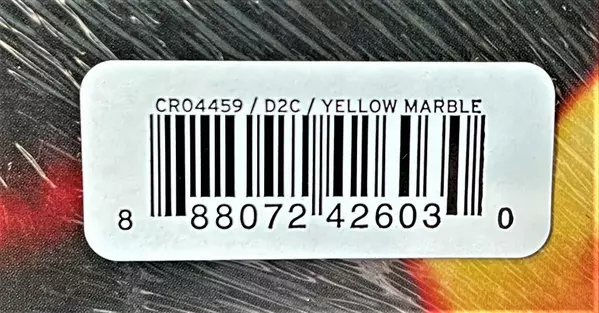 CR04459 / D2C / YELLOW MARBLE
8 88072 42603 0